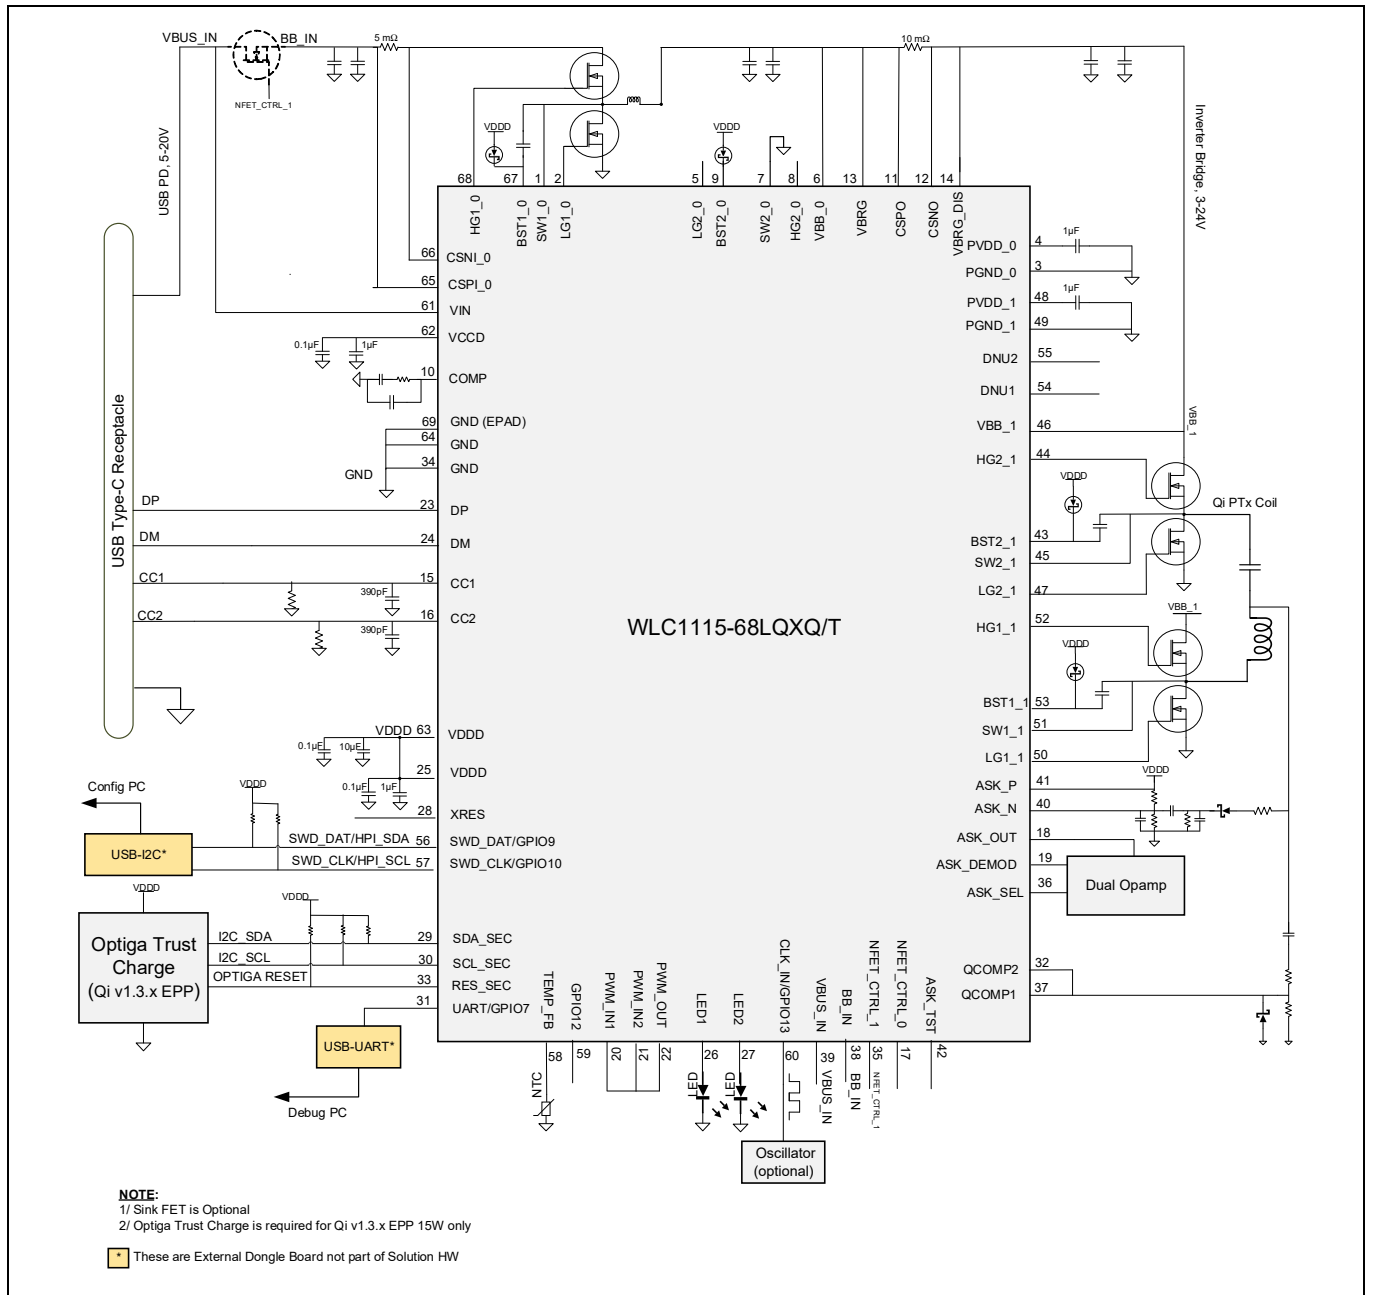 VBUS_IN
BB_IN
5 mΩ
10 mΩ
NFET_CTRL_1
USB PD, 5-20V
Inverter Bridge, 3-24V
VDDD
VDDD
68
67
1
2
5
9
7
8
6
13
11
12
14
HG1_0
BST1_0
SW1_0
LG1_0
LG2_0
BST2_0
SW2_0
HG2_0
VBB_0
VBRG
CSPO
CSNO
VBRG_DIS
66
CSNI_0
65
CSPI_0
61
VIN
62
VCCD
0.1µF
1µF
10
COMP
69
GND (EPAD)
64
GND
34
GND
GND
USB Type-C Receptacle
DP
23
DP
DM
24
DM
CC1
15
CC1
390pF
CC2
16
CC2
390pF
VDDD
63
VDDD
0.1µF
10µF
25
VDDD
0.1µF
1µF
28
XRES
Config PC
VDDD
USB-I2C*
SWD_DAT/HPI_SDA
56
SWD_DAT/GPIO9
SWD_CLK/HPI_SCL
57
SWD_CLK/GPIO10
VDDD
VDDD
Optiga Trust
Charge
(Qi v1.3.x EPP)
I2C_SDA
29
SDA_SEC
I2C_SCL
30
SCL_SEC
OPTIGA RESET
33
RES_SEC
31
UART/GPIO7
USB-UART*
Debug PC
WLC1115-68LQXQ/T
PVDD_0
4
1µF
PGND_0
3
PVDD_1
48
1µF
PGND_1
49
DNU2
55
DNU1
54
VBB_1
46
VBB_1
HG2_1
44
VDDD
Qi PTx Coil
BST2_1
43
SW2_1
45
LG2_1
47
VBB_1
HG1_1
52
VDDD
BST1_1
53
SW1_1
51
LG1_1
50
VDDD
ASK_P
41
ASK_N
40
ASK_OUT
18
ASK_DEMOD
19
ASK_SEL
36
Dual Opamp
QCOMP2
32
QCOMP1
37
TEMP_FB
GPIO12
PWM_IN1
PWM_IN2
PWM_OUT
LED1
LED2
CLK_IN/GPIO13
VBUS_IN
BB_IN
NFET_CTRL_1
NFET_CTRL_0
ASK_TST
58
59
20
21
22
26
27
60
39
38
35
17
42
NTC
LED
LED
VBUS_IN
BB_IN
NFET_CTRL_1
Oscillator
(optional)
NOTE:
1/ Sink FET is Optional
2/ Optiga Trust Charge is required for Qi v1.3.x EPP 15W only
* These are External Dongle Board not part of Solution HW